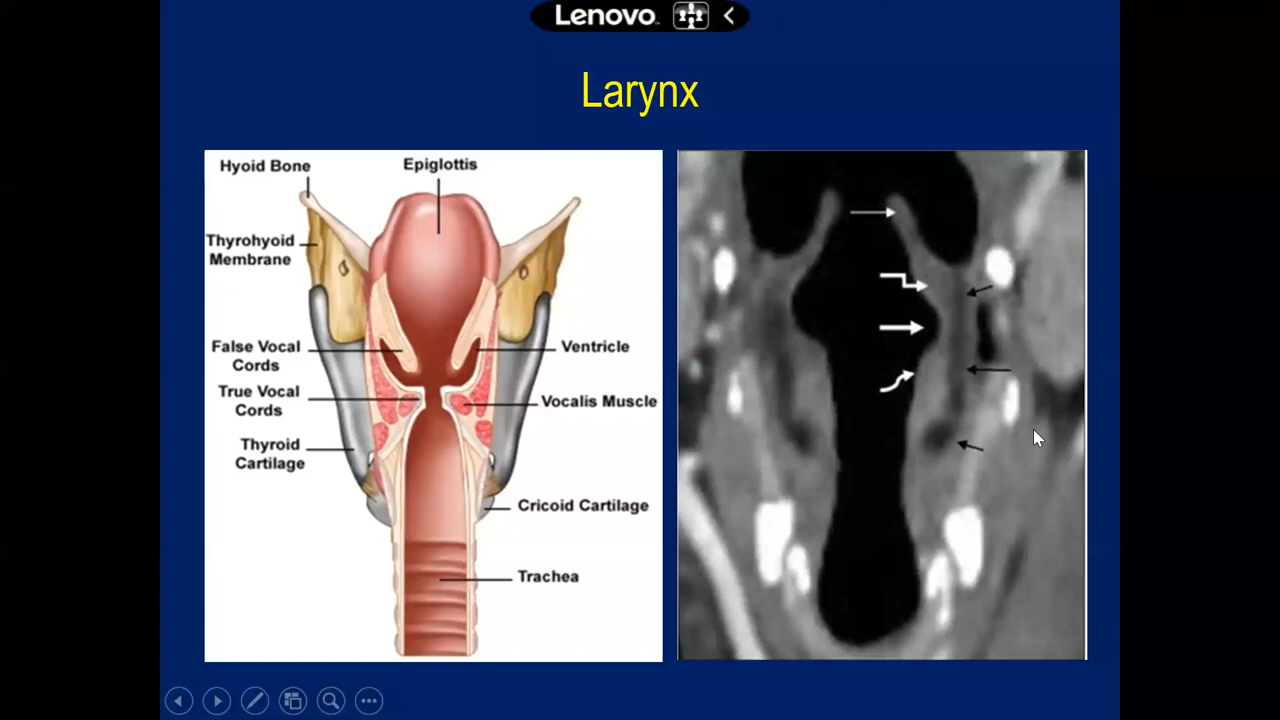 Lenovo
Larynx
Hyoid Bone
Epiglottis
Thyrohyoid
Membrane
False Vocal
Cords
Ventricle
True Vocal
Cords
Vocalis Muscle
Thyroid
Cartilage
Cricoid Cartilage
Trachea